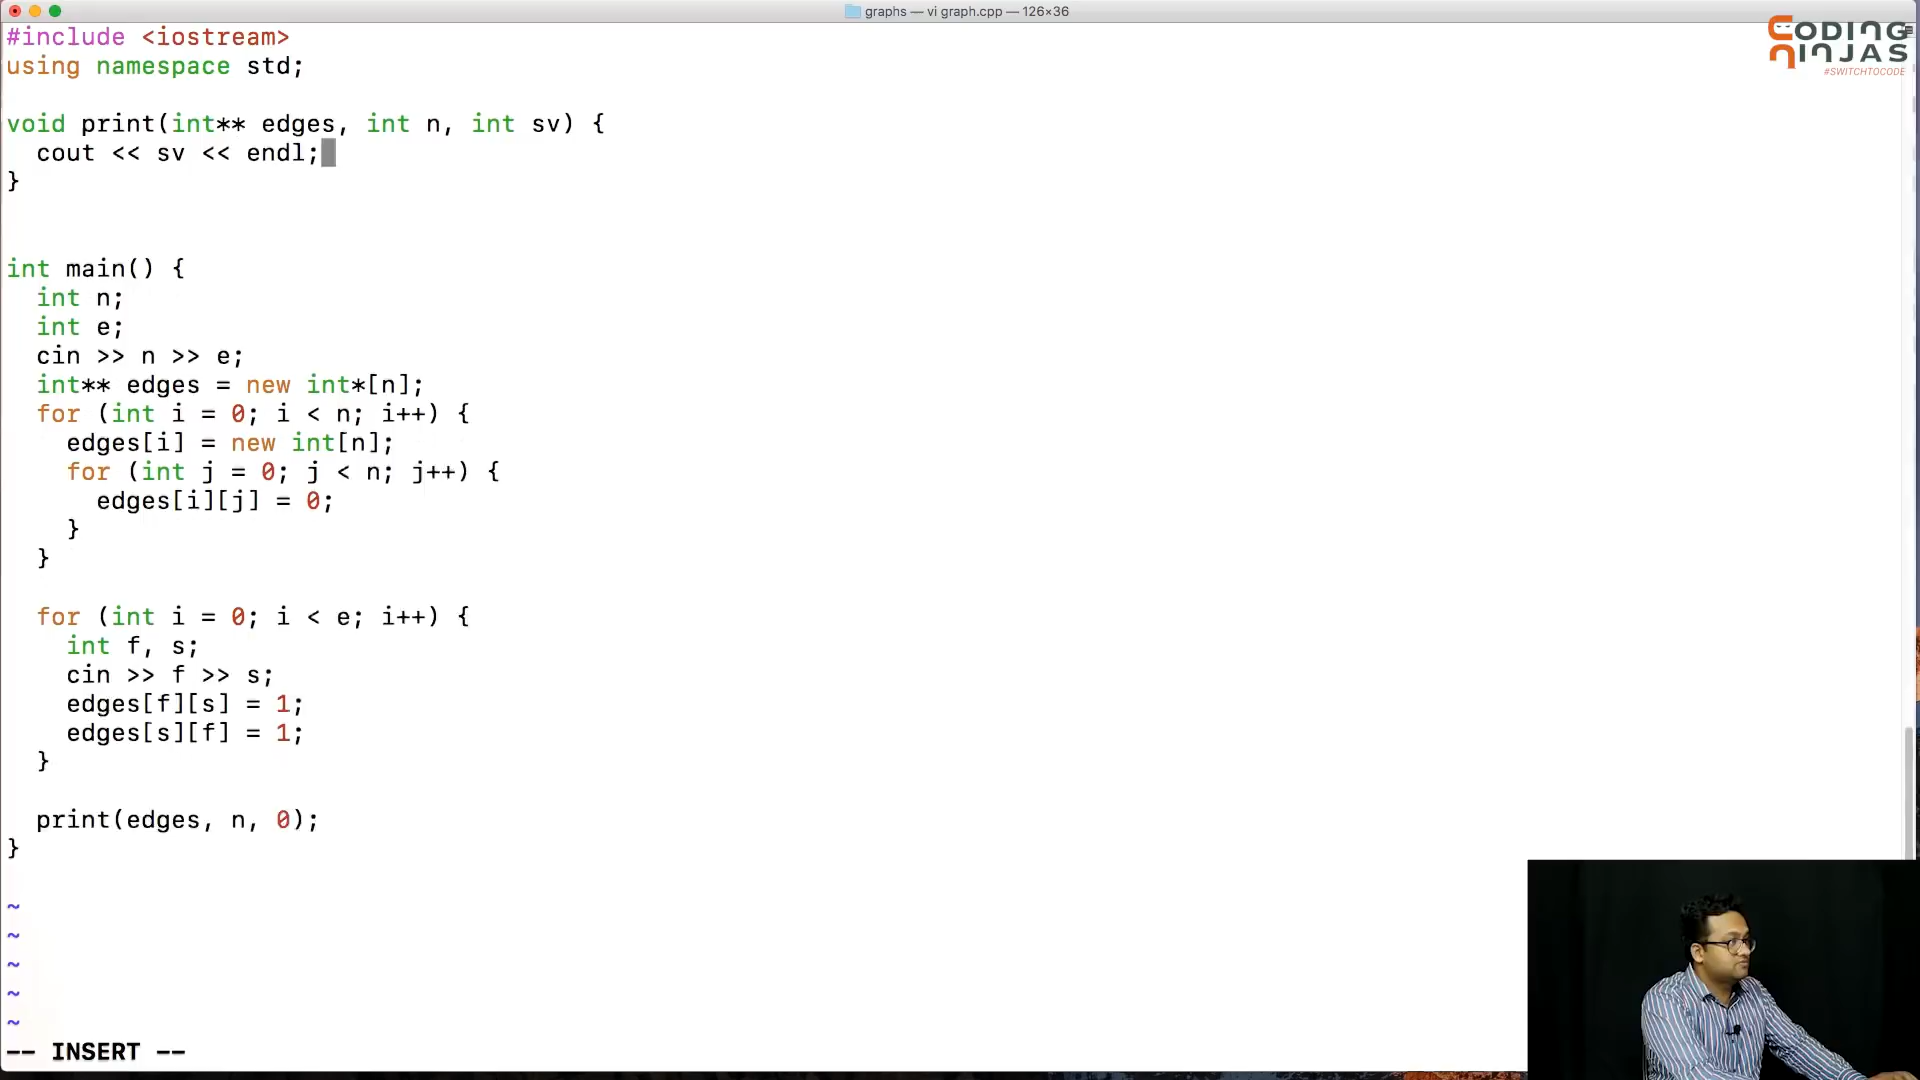 graphs — vi graph.cpp — 126×36
CODING
NINJAS
#SWITCHTOCODE
#include <iostream>
using namespace std;
void print(int** edges, int n, int sv) {
  cout << sv << endl;
}
int main() {
  int n;
  int e;
  cin >> n >> e;
  int** edges = new int*[n];
  for (int i = 0; i < n; i++) {
    edges[i] = new int[n];
    for (int j = 0; j < n; j++) {
      edges[i][j] = 0;
    }
  }
  for (int i = 0; i < e; i++) {
    int f, s;
    cin >> f >> s;
    edges[f][s] = 1;
    edges[s][f] = 1;
  }
  print(edges, n, 0);
}
~
~
~
~
~
-- INSERT --